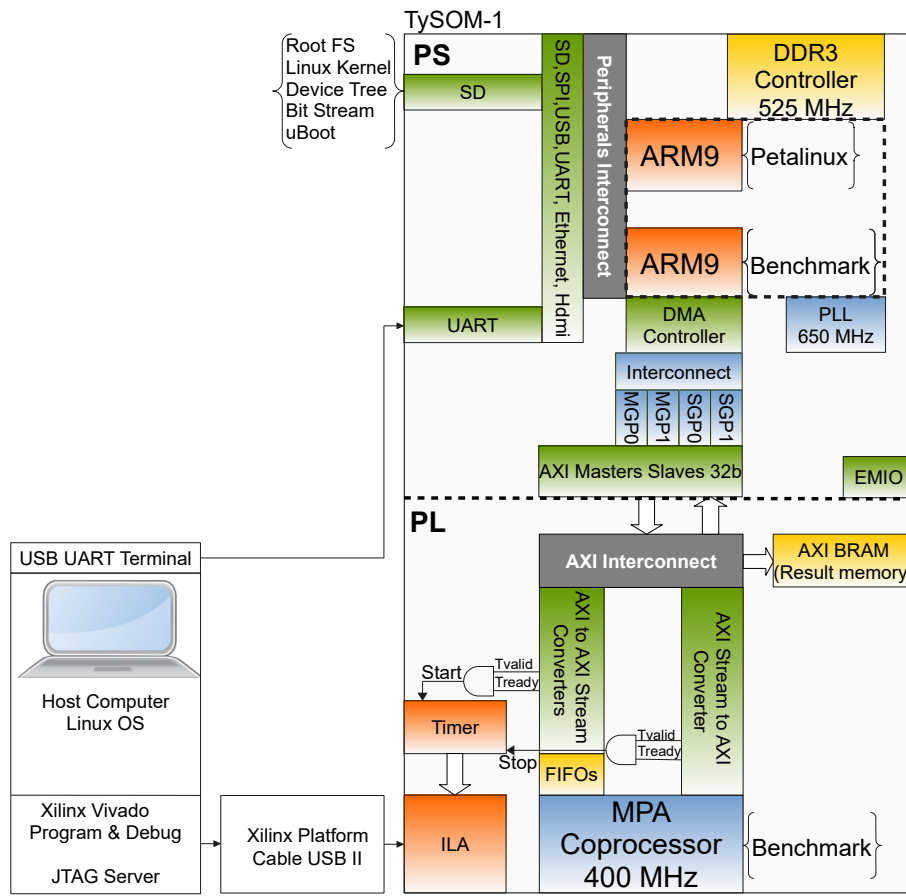 TySOM-1
Root FS
Linux Kernel
Device Tree
Bit Stream
uBoot
PS
SD
SD,SPI,USB,UART, Ethernet, Hdmi
Peripherals Interconnect
DDR3
Controller
525 MHz
ARM9
Petalinux
ARM9
Benchmark
UART
DMA
Controller
PLL
650 MHz
Interconnect
MGP0
MGP1
SGP0
SGP1
AXI Masters Slaves 32b
EMIO
PL
USB UART Terminal
AXI Interconnect
AXI BRAM
(Result memory)
Host Computer
Linux OS
AXI to AXI Stream
Converters
AXI Stream to AXI
Converter
Tvalid
Tready
Start
Timer
Tvalid
Tready
Stop
FIFOs
Xilinx Vivado
Program & Debug
JTAG Server
Xilinx Platform
Cable USB II
ILA
MPA
Coprocessor
400 MHz
Benchmark